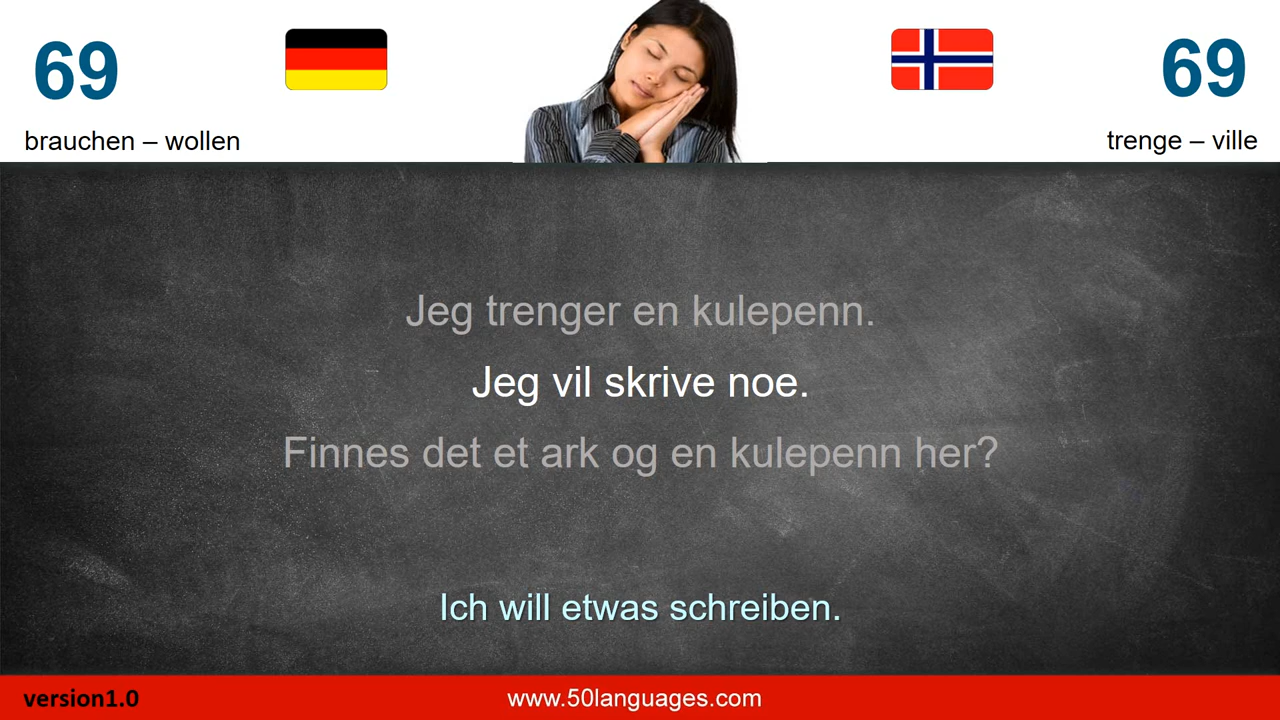 69
69
brauchen – wollen
trenge – ville
Jeg trenger en kulepenn.
Jeg vil skrive noe.
Finnes det et ark og en kulepenn her?
Ich will etwas schreiben.
version1.0
www.50languages.com